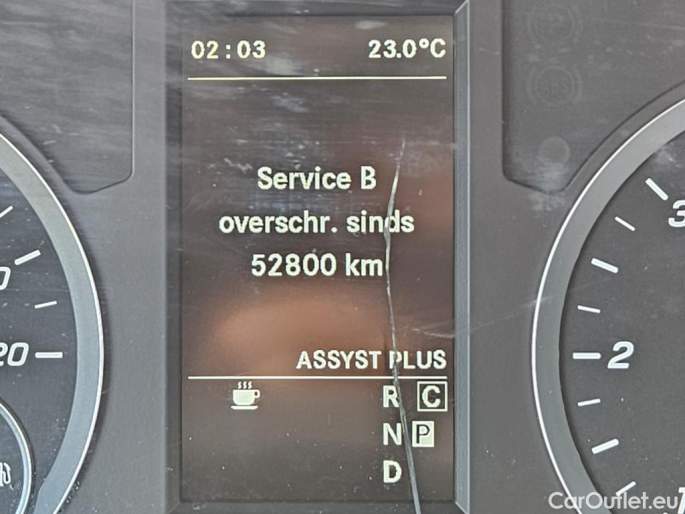 02:03 23.0°C
Service B
overschr. sinds
52800 km
ASSYST PLUS
R C
N P
D
20
2
3
CarOutlet.eu